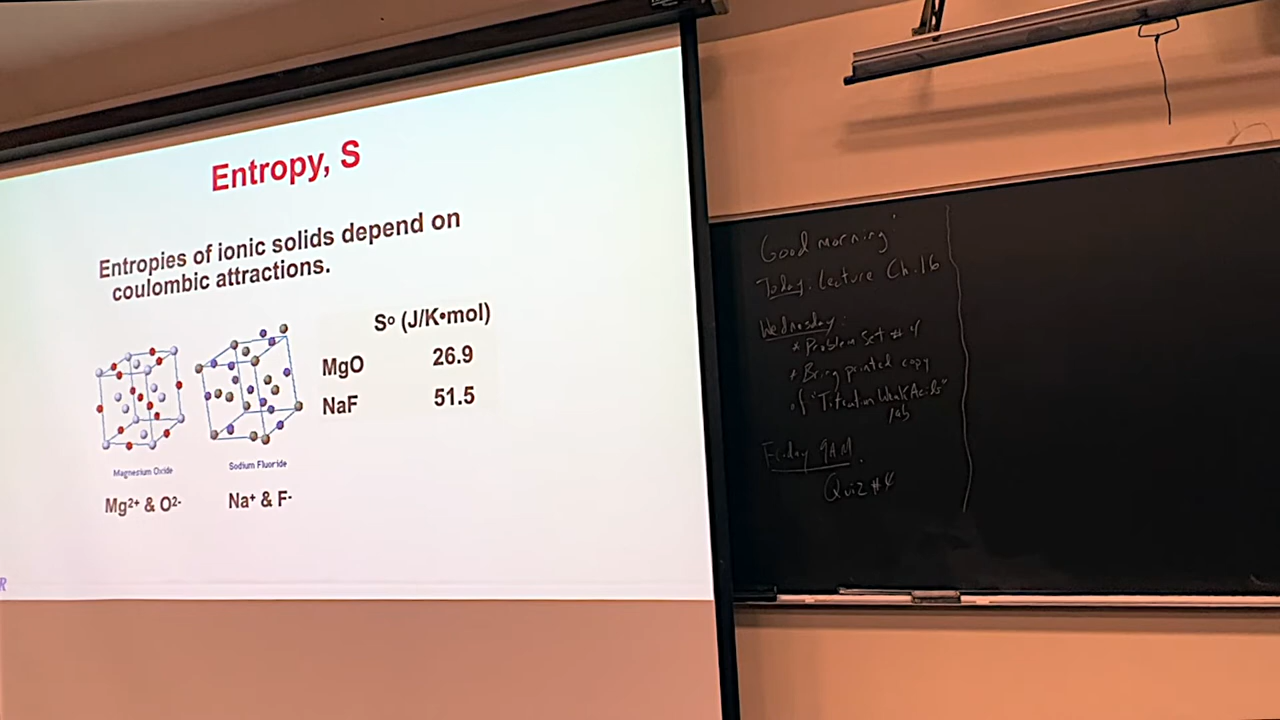 Entropy, S
Entropies of ionic solids depend on
coulombic attractions.
Sº (J/K•mol)
MgO 26.9
NaF 51.5
Magnesium Oxide
Sodium Fluoride
Mg²⁺ & O²⁻
Na⁺ & F⁻
R
Good morning
Today: Lecture Ch. 16
Wednesday:
* Problem Set #4
* Bring printed copy
of "Titration Weak Acids"
lab
Friday 9AM
Quiz #4